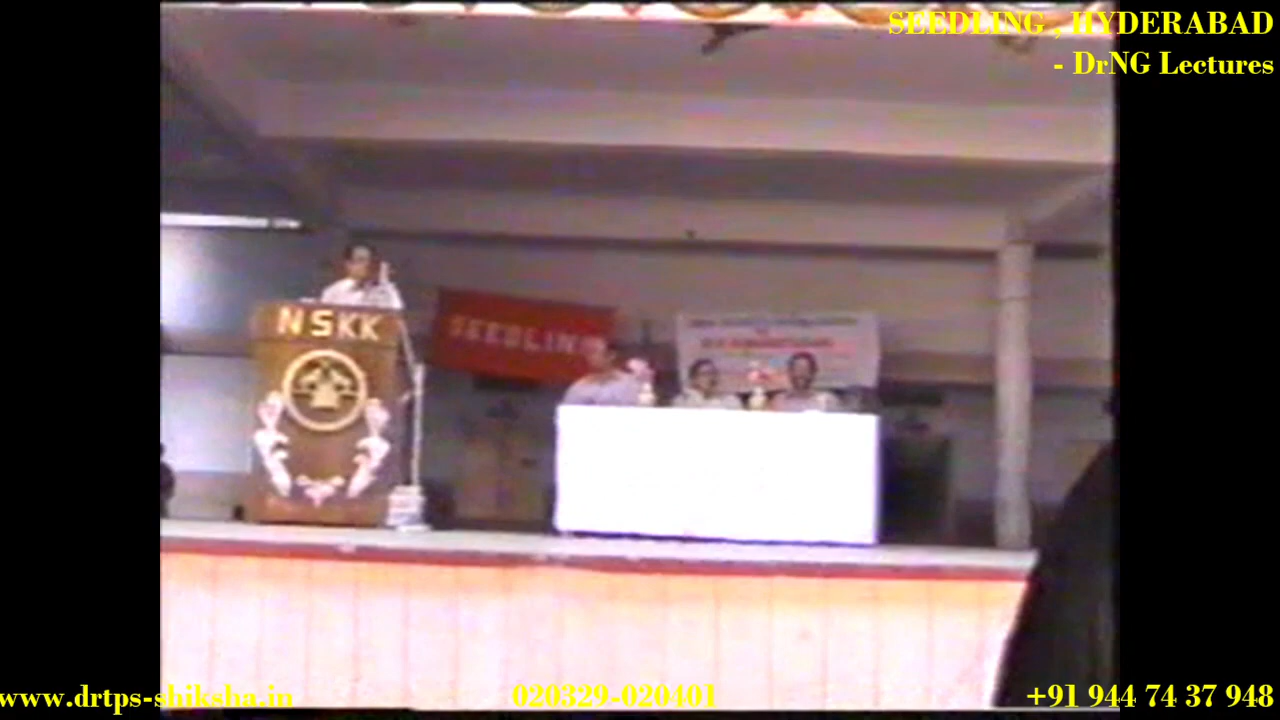 SEEDLING , HYDERABAD
- DrNG Lectures
NSKK
SEEDLING
www.drtps-shiksha.in
020329-020401
+91 944 74 37 948